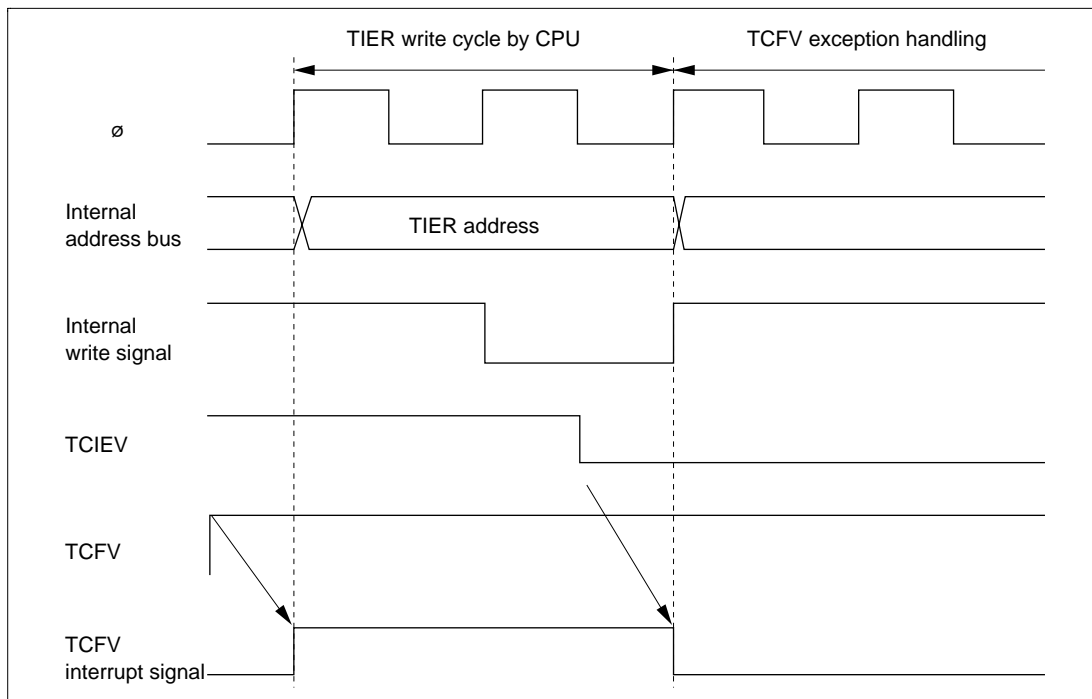 TIER write cycle by CPU
TCFV exception handling
ø
Internal
address bus
TIER address
Internal
write signal
TCIEV
TCFV
TCFV
interrupt signal